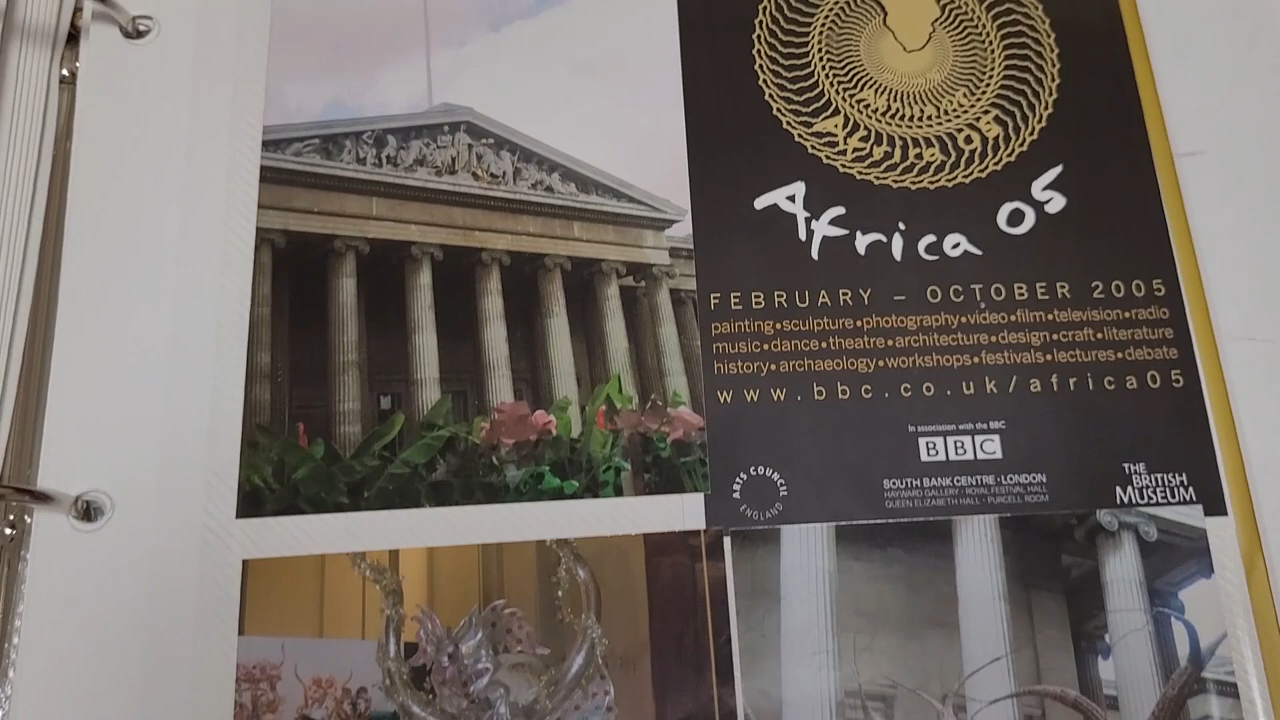 Africa 05
Africa 05
FEBRUARY – OCTOBER 2005
painting•sculpture•photography•video•film•television•radio
music•dance•theatre•architecture•design•craft•literature
history•archaeology•workshops•festivals•lectures•debate
www.bbc.co.uk/africa05
In association with the BBC
BBC
ARTS COUNCIL
ENGLAND
SOUTH BANK CENTRE • LONDON
HAYWARD GALLERY • ROYAL FESTIVAL HALL
QUEEN ELIZABETH HALL • PURCELL ROOM
THE
BRITISH
MUSEUM